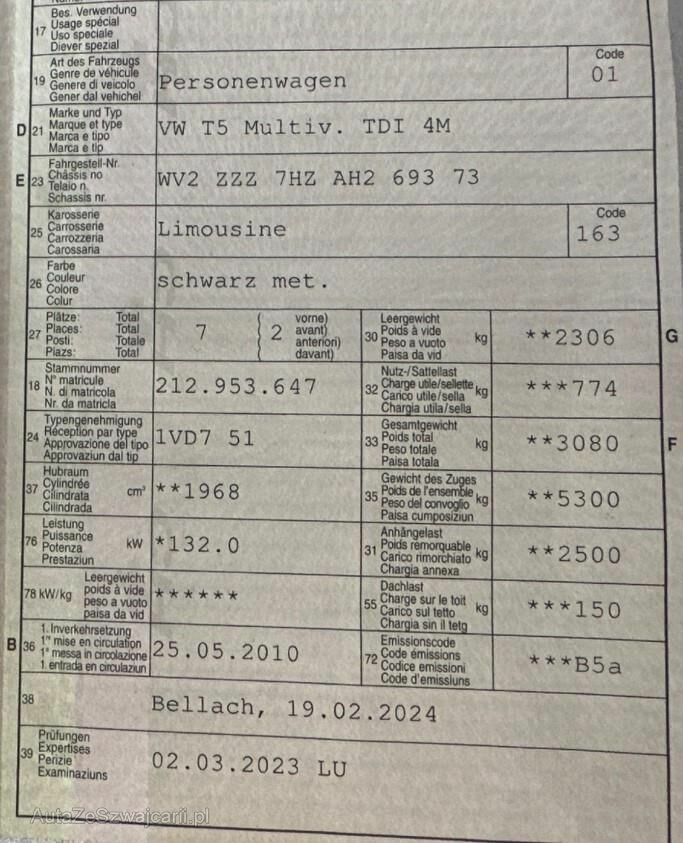 Bes. Verwendung
Usage spécial
17 Uso speciale
Diever spezial
Art des Fahrzeugs
Genre de véhicule
19 Genere di veicolo
Gener dal vehichel
Personenwagen
Code
01
Marke und Typ
D 21 Marque et type
Marca e tipo
Marca e tip
VW T5 Multiv. TDI 4M
Fahrgestell-Nr.
Châssis no
E 23 Telaio n.
Schassis nr.
WV2 ZZZ 7HZ AH2 693 73
Karosserie
Carrosserie
25 Carrozzeria
Carossaria
Limousine
Code
163
Farbe
Couleur
26 Colore
Colur
schwarz met.
Plätze: Total
27 Places: Total
Posti: Totale
Plazs: Total
7
( 2
vorne)
avant)
anteriori)
davant)
Leergewicht
30 Poids à vide kg
Peso a vuoto
Paisa da vid
**2306
G
Stammnummer
18 N° matricule
N. di matricola
Nr. da matricla
212.953.647
Nutz-/Sattellast
32 Charge utile/sellette kg
Carico utile/sella
Chargia utila/sella
***774
Typengenehmigung
24 Réception par type
Approvazione del tipo
Approvaziun dal tip
1VD7 51
Gesamtgewicht
33 Poids total kg
Peso totale
Paisa totala
**3080
F
Hubraum
37 Cylindrée cm³
Cilindrata
Cilindrada
**1968
Gewicht des Zuges
35 Poids de l'ensemble kg
Peso del convoglio
Paisa cumposiziun
**5300
Leistung
76 Puissance kW
Potenza
Prestaziun
*132.0
Anhängelast
31 Poids remorquable kg
Carico rimorchiato
Chargia annexa
**2500
Leergewicht
78 kW/kg poids à vide
peso a vuoto
paisa da vid
******
Dachlast
55 Charge sur le toit kg
Carico sul tetto
Chargia sin il tetg
***150
1. Inverkehrsetzung
B 36 1re mise en circulation
1a messa in circolazione
1. entrada en circulaziun
25.05.2010
Emissionscode
72 Code émissions
Codice emissioni
Code d'emissiuns
***B5a
38
Bellach, 19.02.2024
Prüfungen
39 Expertises
Perizie
Examinaziuns
02.03.2023 LU
AutaZeSzwajcarii.pl